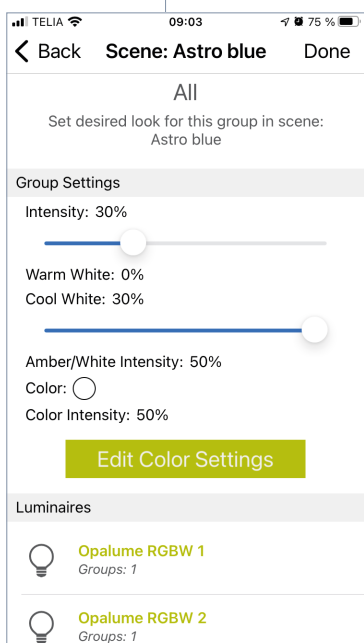 TELIA 09:03 75 %
Back Scene: Astro blue Done
All
Set desired look for this group in scene:
Astro blue
Group Settings
Intensity: 30%
Warm White: 0%
Cool White: 30%
Amber/White Intensity: 50%
Color:
Color Intensity: 50%
Edit Color Settings
Luminaires
Opalume RGBW 1
Groups: 1
Opalume RGBW 2
Groups: 1